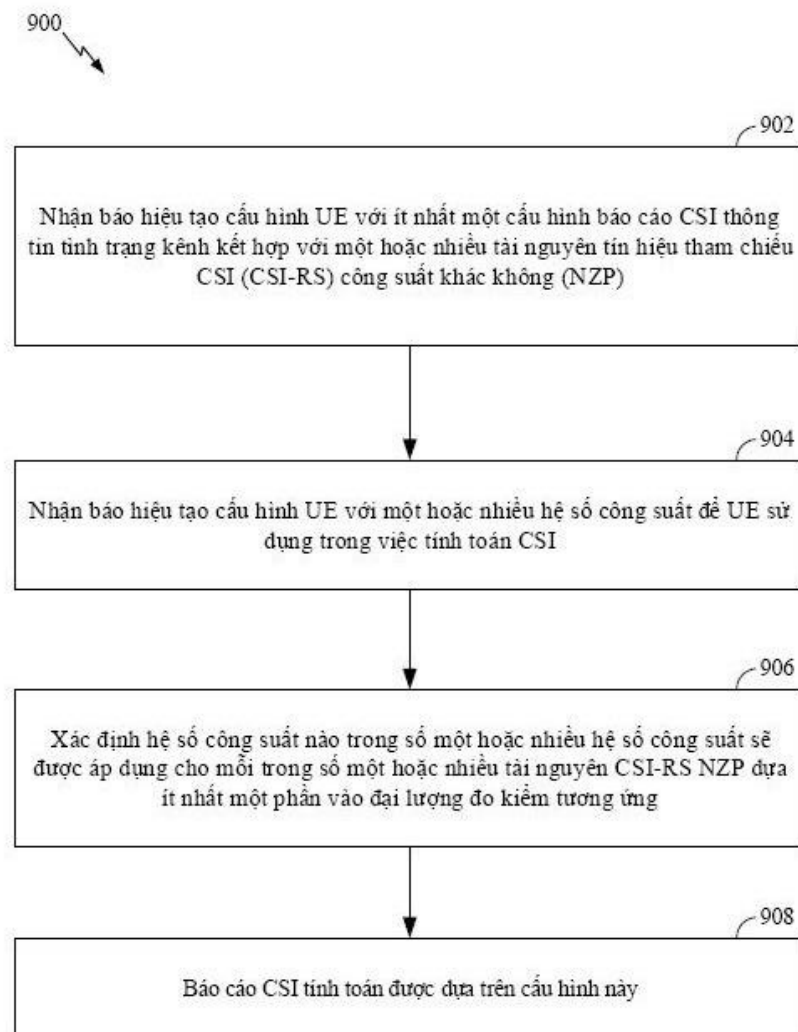 900
902
Nhận báo hiệu tạo cấu hình UE với ít nhất một cấu hình báo cáo CSI thông
tin tình trạng kênh kết hợp với một hoặc nhiều tài nguyên tín hiệu tham chiếu
CSI (CSI-RS) công suất khác không (NZP)
904
Nhận báo hiệu tạo cấu hình UE với một hoặc nhiều hệ số công suất để UE sử
dụng trong việc tính toán CSI
906
Xác định hệ số công suất nào trong số một hoặc nhiều hệ số công suất sẽ
được áp dụng cho mỗi trong số một hoặc nhiều tài nguyên CSI-RS NZP dựa
ít nhất một phần vào đại lượng đo kiểm tương ứng
908
Báo cáo CSI tính toán được dựa trên cấu hình này